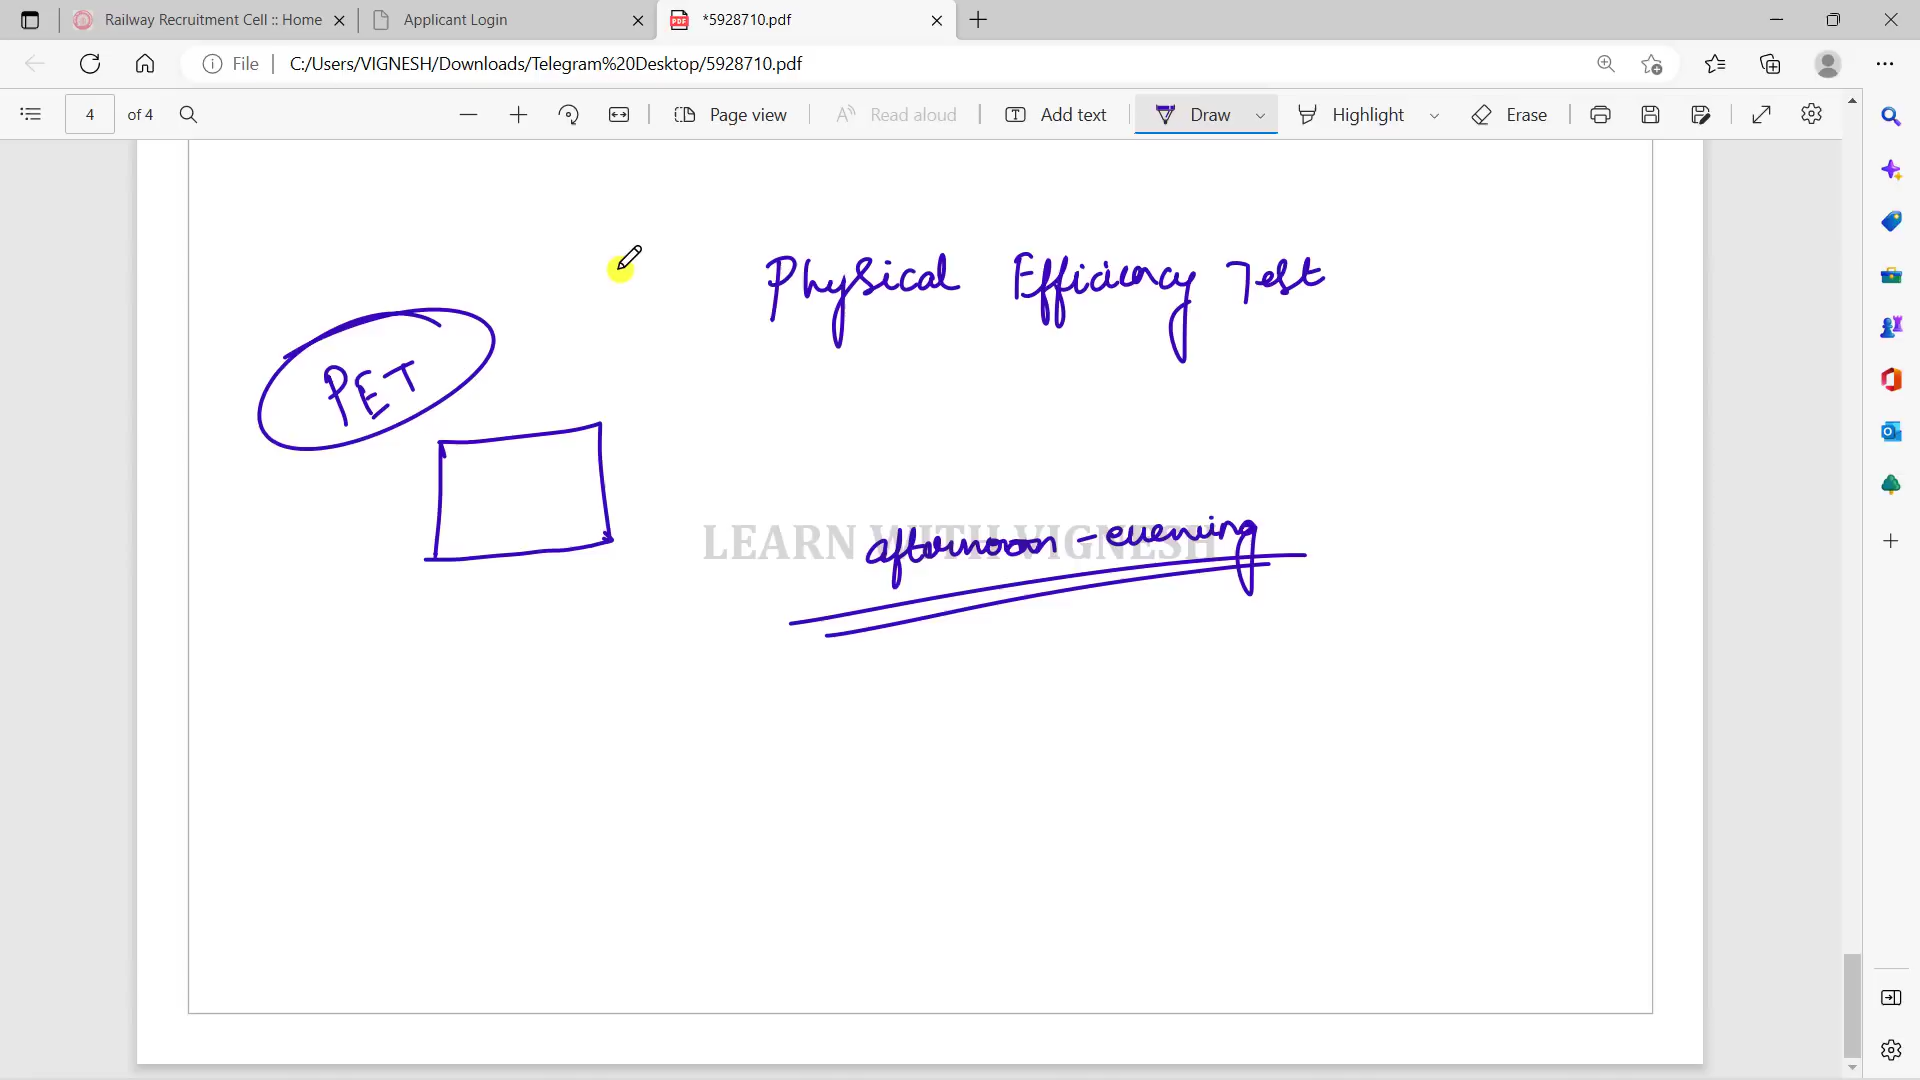 Railway Recruitment Cell :: Home
Applicant Login
*5928710.pdf
File
C:/Users/VIGNESH/Downloads/Telegram%20Desktop/5928710.pdf
4 of 4
Page view
Read aloud
Add text
Draw
Highlight
Erase
Physical Efficiency Test
PET
LEARN WITH VIGNESH
afternoon - evening